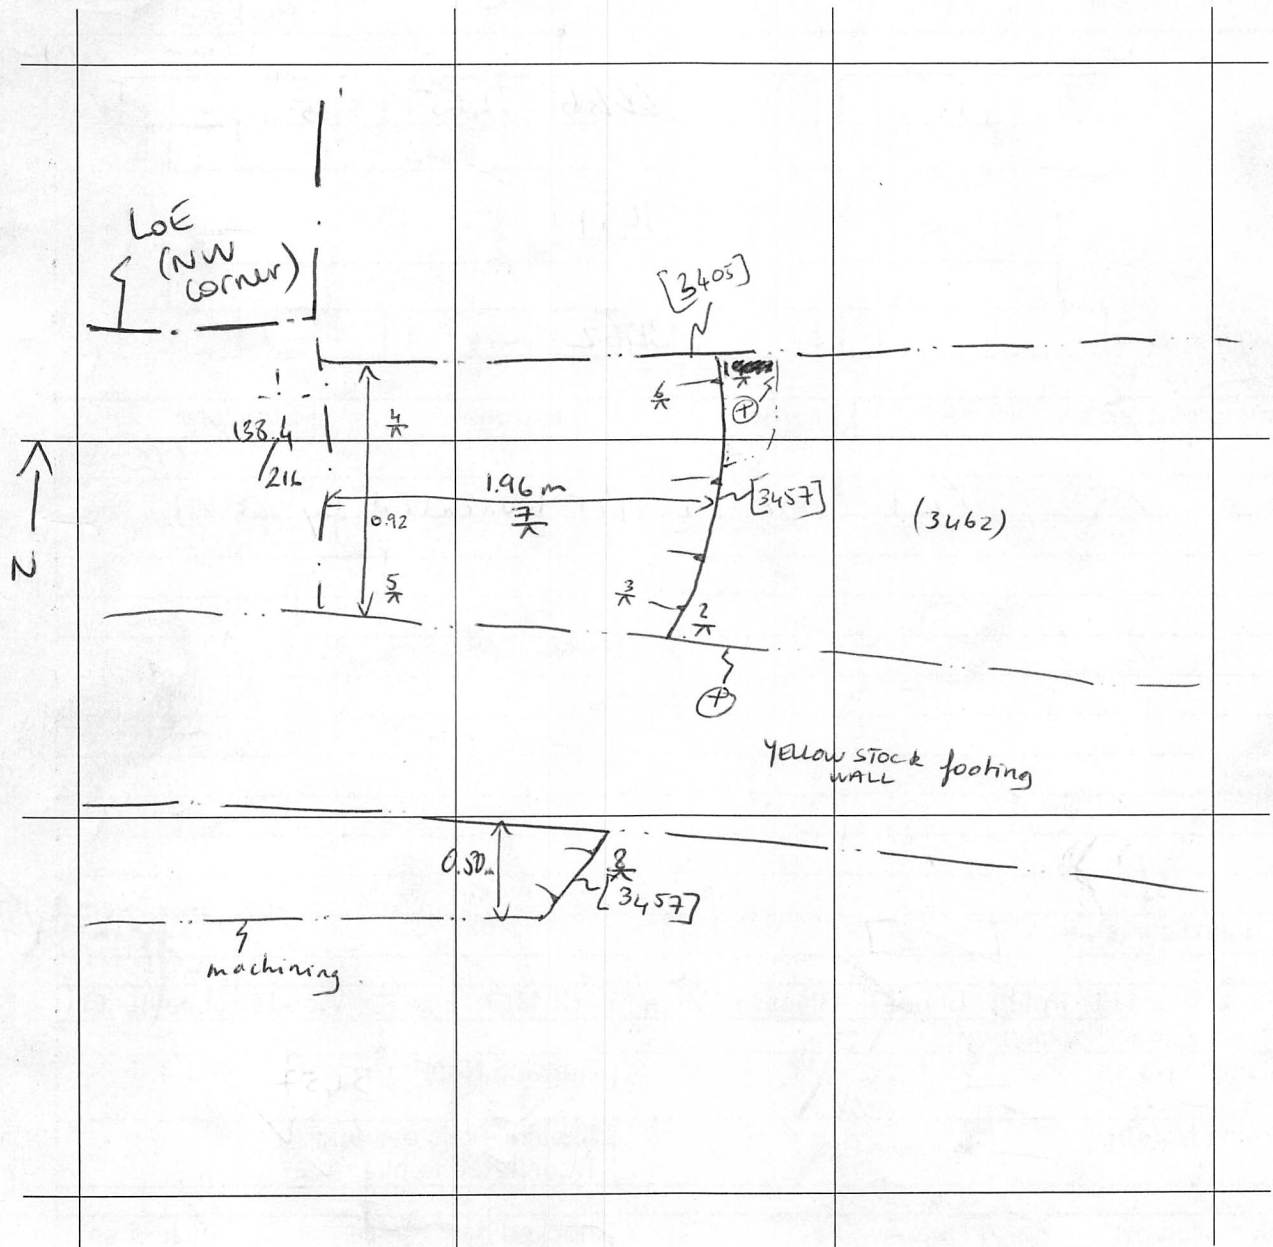 LOE
(NW
corner)
[3405]
6
4
138.4
/216
1.96 m
7
[3457]
(3462)
0.92
N
5
3
2
YELLOW STOCK footing
WALL
0.50m
8
[3457]
machining.